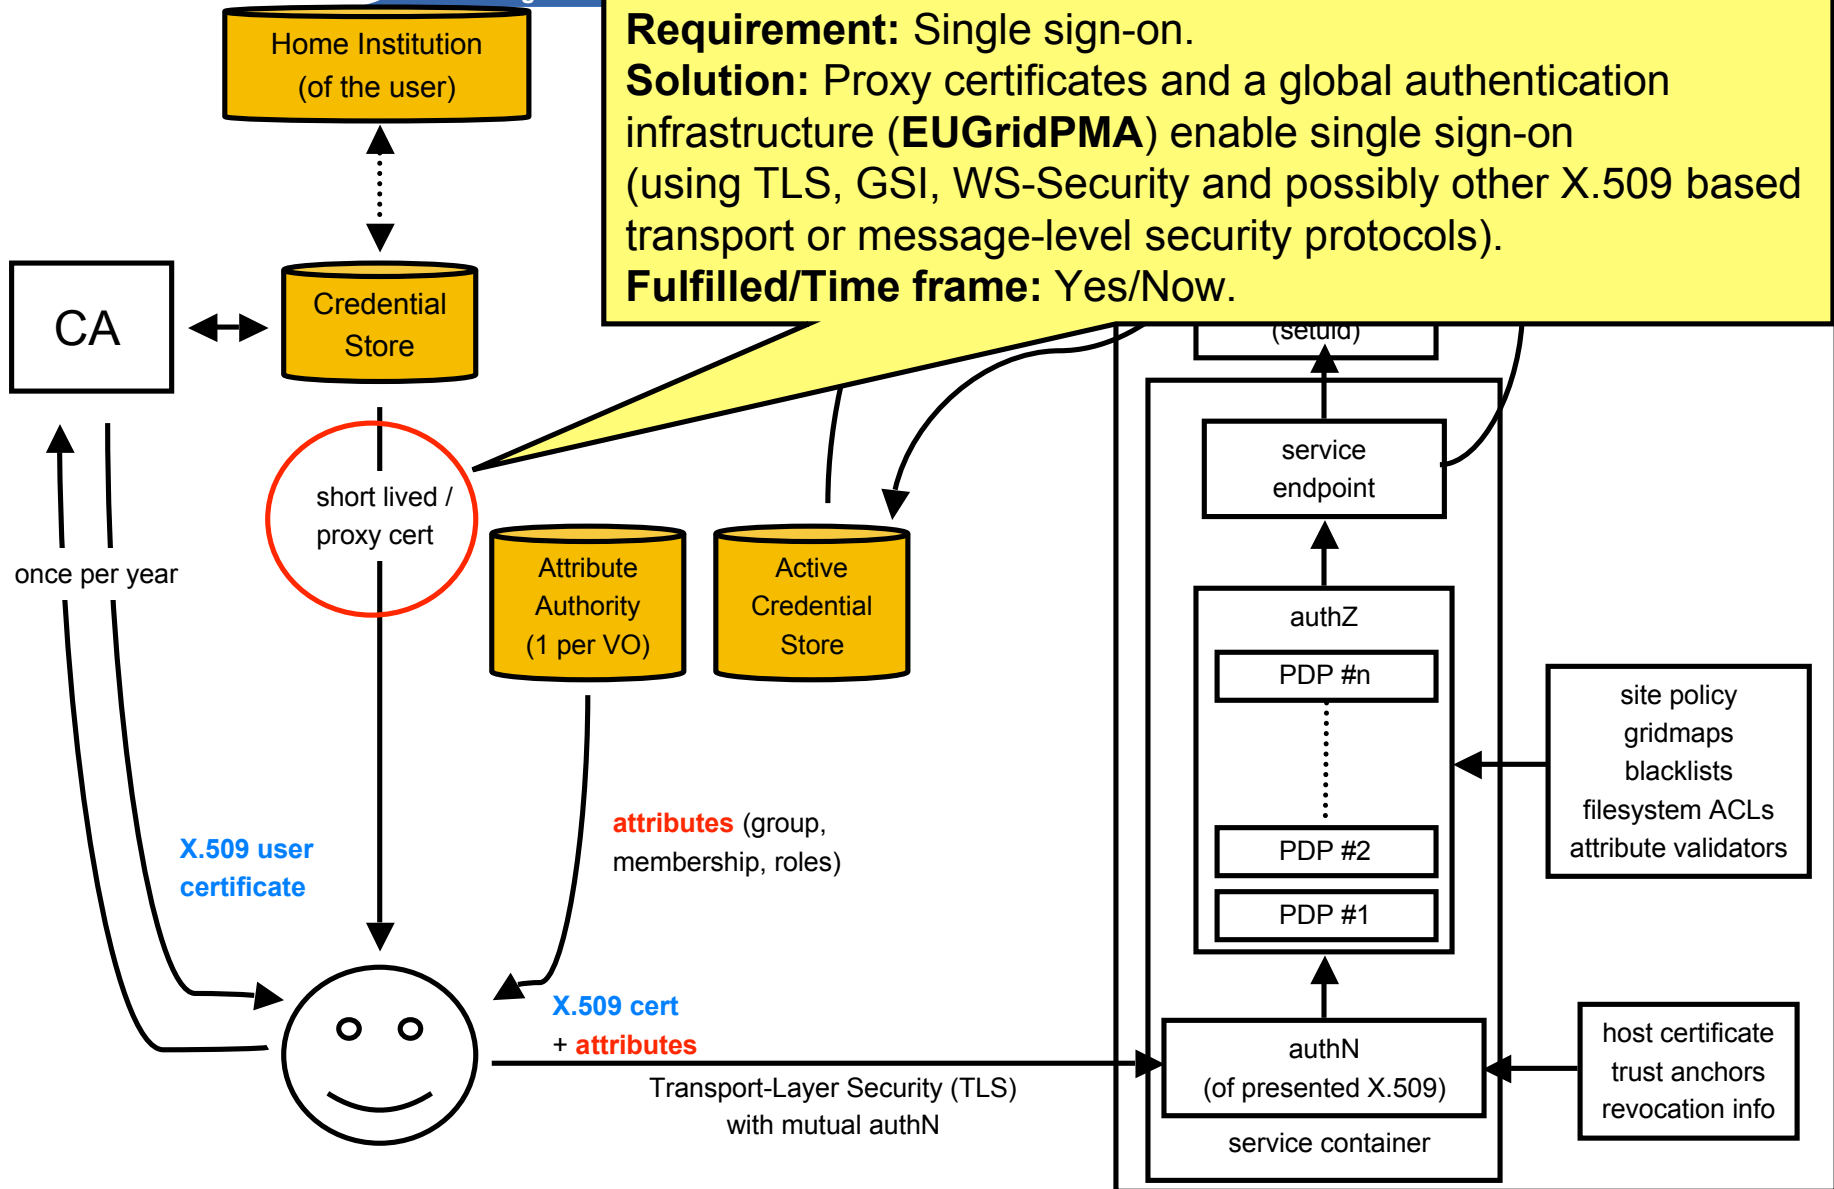 Requirement: Single sign-on.
Solution: Proxy certificates and a global authentication
infrastructure (EUGridPMA) enable single sign-on
(using TLS, GSI, WS-Security and possibly other X.509 based
transport or message-level security protocols).
Fulfilled/Time frame: Yes/Now.
Home Institution
(of the user)
CA
Credential
Store
(setuid)
service
endpoint
short lived /
proxy cert
once per year
Attribute
Authority
(1 per VO)
Active
Credential
Store
authZ
PDP #n
PDP #2
PDP #1
site policy
gridmaps
blacklists
filesystem ACLs
attribute validators
attributes (group,
membership, roles)
X.509 user
certificate
X.509 cert
+ attributes
Transport-Layer Security (TLS)
with mutual authN
authN
(of presented X.509)
service container
host certificate
trust anchors
revocation info